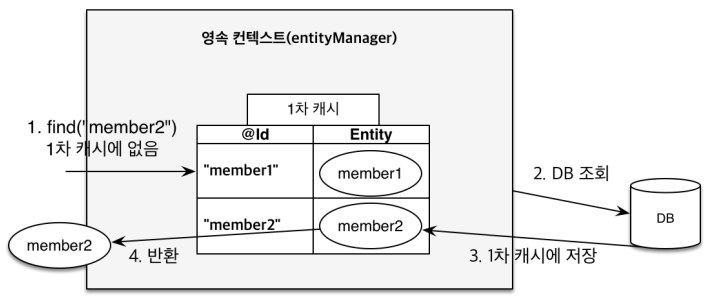 영속 컨텍스트(entityManager)
1차 캐시
1. find("member2")
1차 캐시에 없음
@Id
Entity
"member1"
member1
2. DB 조회
DB
"member2"
member2
3. 1차 캐시에 저장
4. 반환
member2